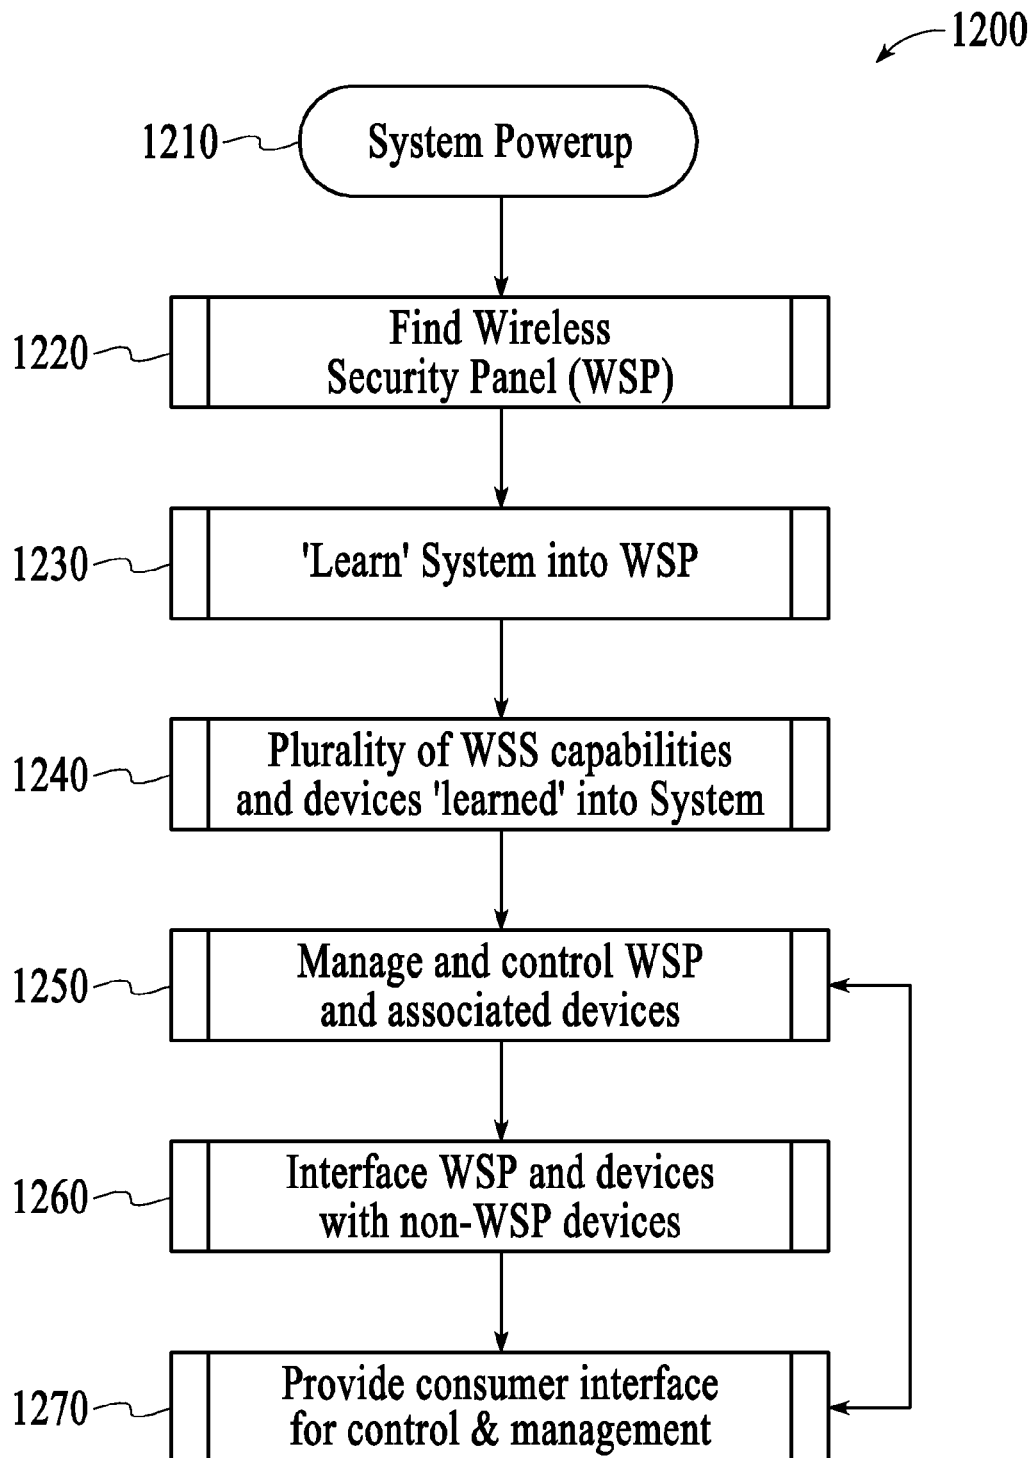 1200
1210
System Powerup
1220
Find Wireless
Security Panel (WSP)
1230
'Learn' System into WSP
1240
Plurality of WSS capabilities
and devices 'learned' into System
1250
Manage and control WSP
and associated devices
1260
Interface WSP and devices
with non-WSP devices
1270
Provide consumer interface
for control & management